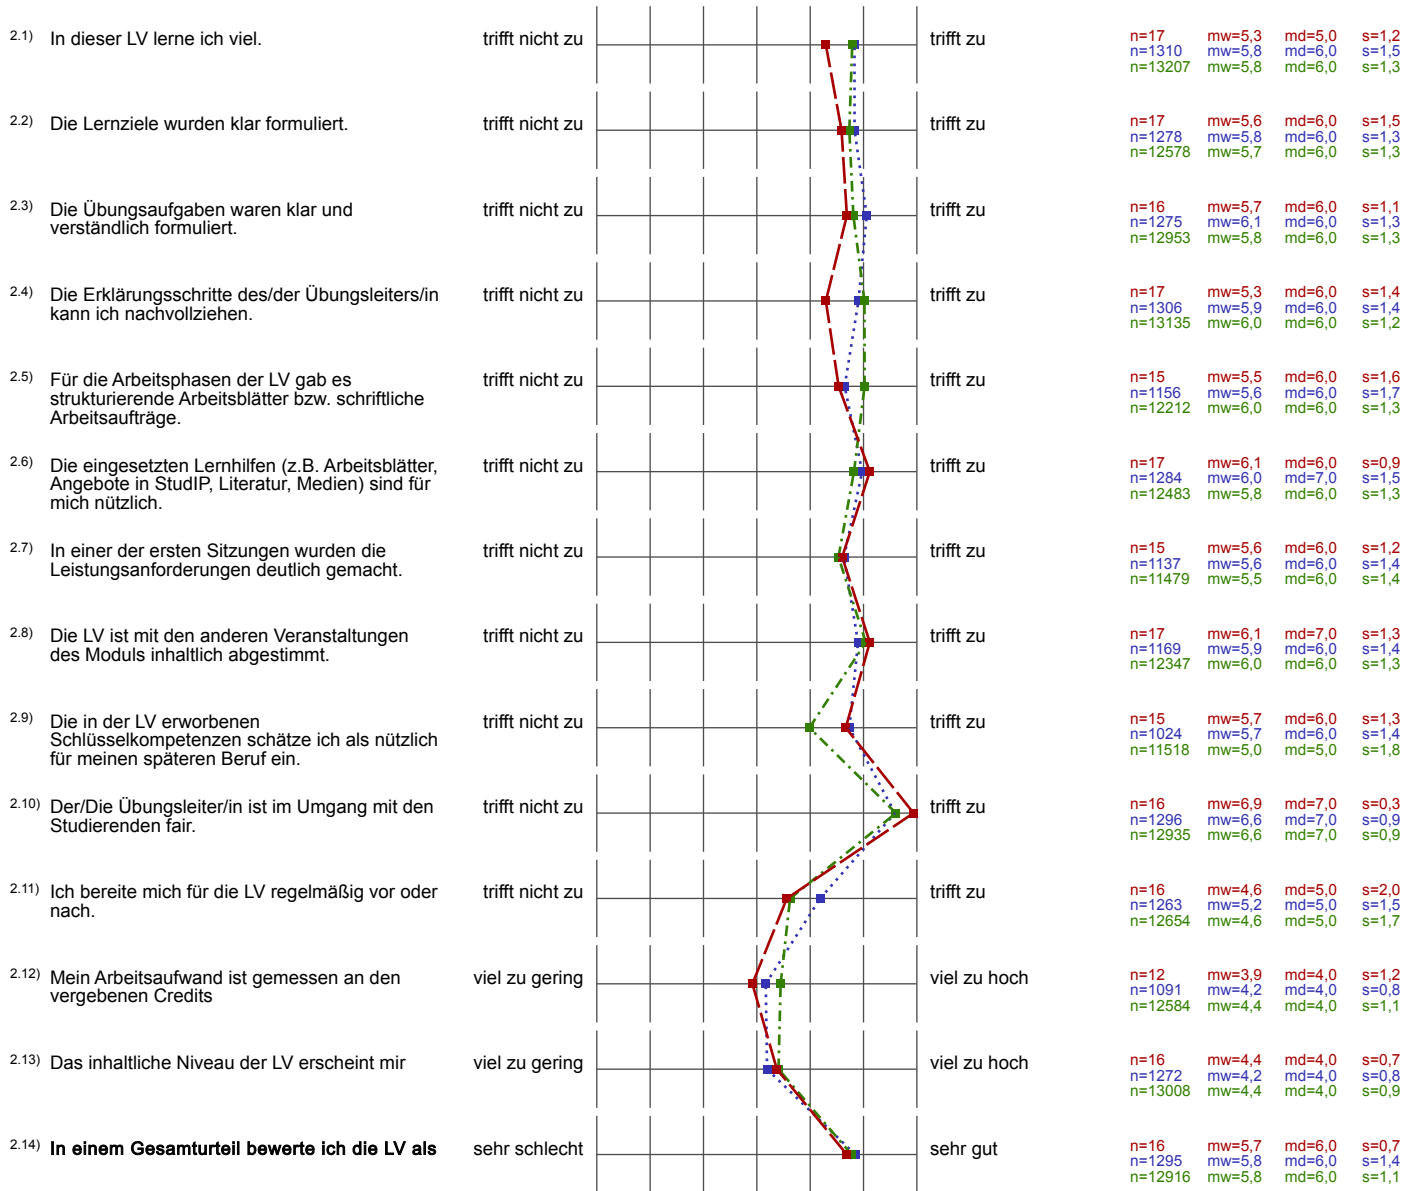 2.1) In dieser LV lerne ich viel. trifft nicht zu trifft zu n=17 mw=5,3 md=5,0 s=1,2
n=1310 mw=5,8 md=6,0 s=1,5
n=13207 mw=5,8 md=6,0 s=1,3
2.2) Die Lernziele wurden klar formuliert. trifft nicht zu trifft zu n=17 mw=5,6 md=6,0 s=1,5
n=1278 mw=5,8 md=6,0 s=1,3
n=12578 mw=5,7 md=6,0 s=1,3
2.3) Die Übungsaufgaben waren klar und trifft nicht zu trifft zu n=16 mw=5,7 md=6,0 s=1,1
verständlich formuliert. n=1275 mw=6,1 md=6,0 s=1,3
n=12953 mw=5,8 md=6,0 s=1,3
2.4) Die Erklärungsschritte des/der Übungsleiters/in trifft nicht zu trifft zu n=17 mw=5,3 md=6,0 s=1,4
kann ich nachvollziehen. n=1306 mw=5,9 md=6,0 s=1,4
n=13135 mw=6,0 md=6,0 s=1,2
2.5) Für die Arbeitsphasen der LV gab es trifft nicht zu trifft zu n=15 mw=5,5 md=6,0 s=1,6
strukturierende Arbeitsblätter bzw. schriftliche n=1156 mw=5,6 md=6,0 s=1,7
Arbeitsaufträge. n=12212 mw=6,0 md=6,0 s=1,3
2.6) Die eingesetzten Lernhilfen (z.B. Arbeitsblätter, trifft nicht zu trifft zu n=17 mw=6,1 md=6,0 s=0,9
Angebote in StudIP, Literatur, Medien) sind für n=1284 mw=6,0 md=7,0 s=1,5
mich nützlich. n=12483 mw=5,8 md=6,0 s=1,3
2.7) In einer der ersten Sitzungen wurden die trifft nicht zu trifft zu n=15 mw=5,6 md=6,0 s=1,2
Leistungsanforderungen deutlich gemacht. n=1137 mw=5,6 md=6,0 s=1,4
n=11479 mw=5,5 md=6,0 s=1,4
2.8) Die LV ist mit den anderen Veranstaltungen trifft nicht zu trifft zu n=17 mw=6,1 md=7,0 s=1,3
des Moduls inhaltlich abgestimmt. n=1169 mw=5,9 md=6,0 s=1,4
n=12347 mw=6,0 md=6,0 s=1,3
2.9) Die in der LV erworbenen trifft nicht zu trifft zu n=15 mw=5,7 md=6,0 s=1,3
Schlüsselkompetenzen schätze ich als nützlich n=1024 mw=5,7 md=6,0 s=1,4
für meinen späteren Beruf ein. n=11518 mw=5,0 md=5,0 s=1,8
2.10) Der/Die Übungsleiter/in ist im Umgang mit den trifft nicht zu trifft zu n=16 mw=6,9 md=7,0 s=0,3
Studierenden fair. n=1296 mw=6,6 md=7,0 s=0,9
n=12935 mw=6,6 md=7,0 s=0,9
2.11) Ich bereite mich für die LV regelmäßig vor oder trifft nicht zu trifft zu n=16 mw=4,6 md=5,0 s=2,0
nach. n=1263 mw=5,2 md=5,0 s=1,5
n=12654 mw=4,6 md=5,0 s=1,7
2.12) Mein Arbeitsaufwand ist gemessen an den viel zu gering viel zu hoch n=12 mw=3,9 md=4,0 s=1,2
vergebenen Credits n=1091 mw=4,2 md=4,0 s=0,8
n=12584 mw=4,4 md=4,0 s=1,1
2.13) Das inhaltliche Niveau der LV erscheint mir viel zu gering viel zu hoch n=16 mw=4,4 md=4,0 s=0,7
n=1272 mw=4,2 md=4,0 s=0,8
n=13008 mw=4,4 md=4,0 s=0,9
2.14) In einem Gesamturteil bewerte ich die LV als sehr schlecht sehr gut n=16 mw=5,7 md=6,0 s=0,7
n=1295 mw=5,8 md=6,0 s=1,4
n=12916 mw=5,8 md=6,0 s=1,1